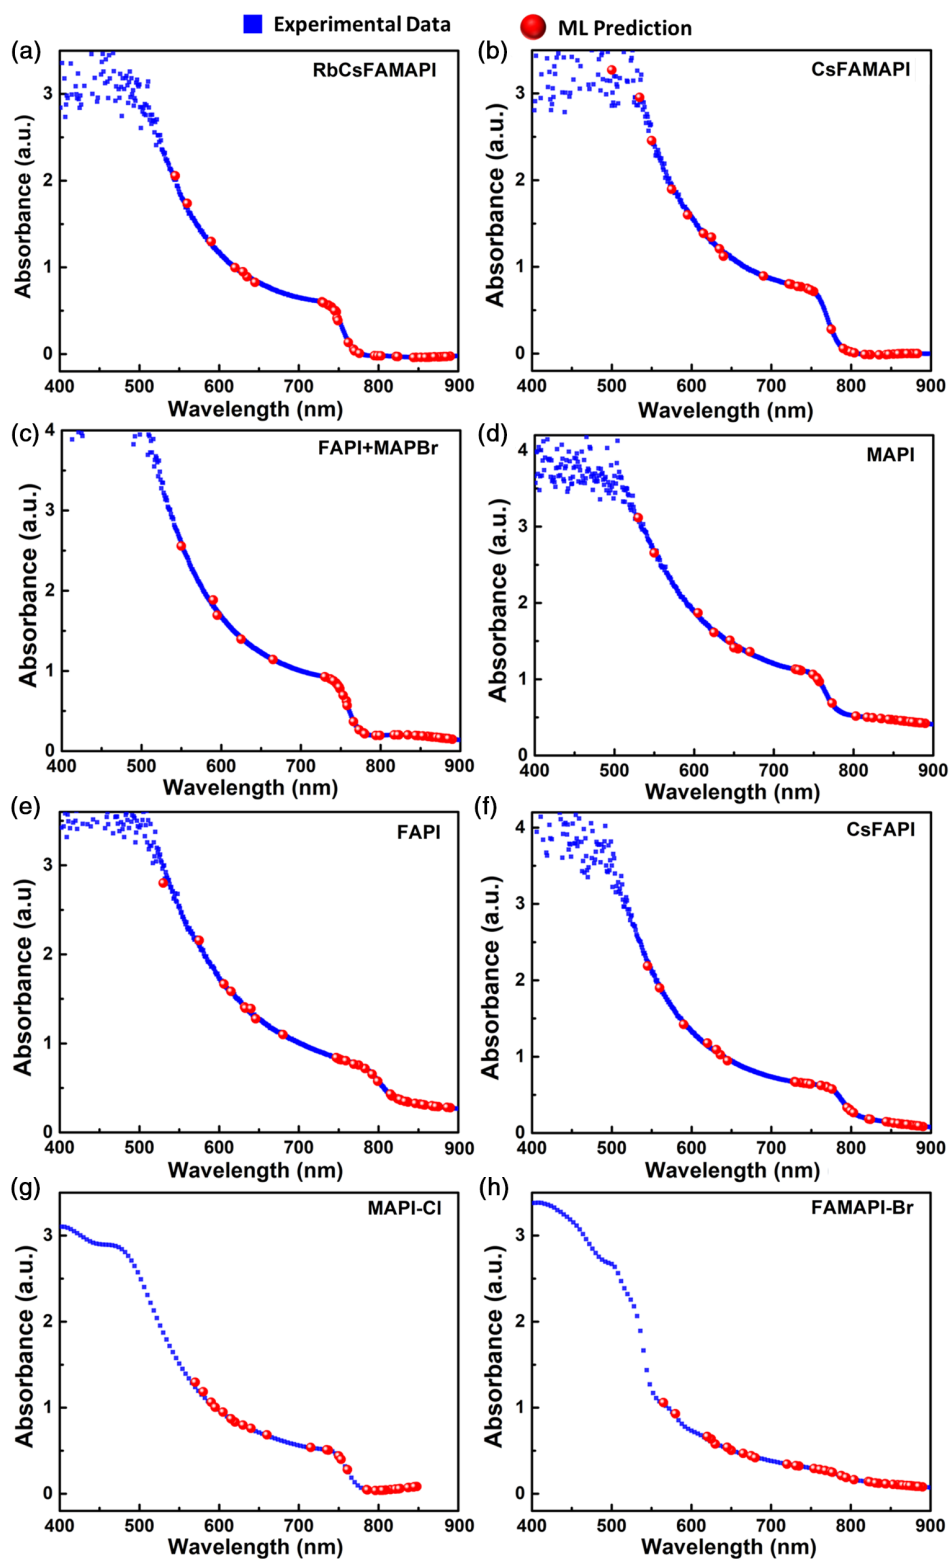 Experimental Data ML Prediction
(a) (b)
RbCsFAMAPI CsFAMAPI
Absorbance (a.u.) Absorbance (a.u.)
3 3
2 2
1 1
0 0
400 500 600 700 800 900 400 500 600 700 800 900
Wavelength (nm) Wavelength (nm)
(c) (d)
FAPI+MAPBr MAPI
Absorbance (a.u.) Absorbance (a.u.)
4 4
3 3
2 2
1 1
0 0
400 500 600 700 800 900 400 500 600 700 800 900
Wavelength (nm) Wavelength (nm)
(e) (f)
FAPI CsFAPI
Absorbance (a.u.) Absorbance (a.u.)
4
3 3
2 2
1 1
0 0
400 500 600 700 800 900 400 500 600 700 800 900
Wavelength (nm) Wavelength (nm)
(g) (h)
MAPI-Cl FAMAPI-Br
Absorbance (a.u.) Absorbance (a.u.)
3 3
2 2
1 1
0 0
400 500 600 700 800 900 400 500 600 700 800 900
Wavelength (nm) Wavelength (nm)